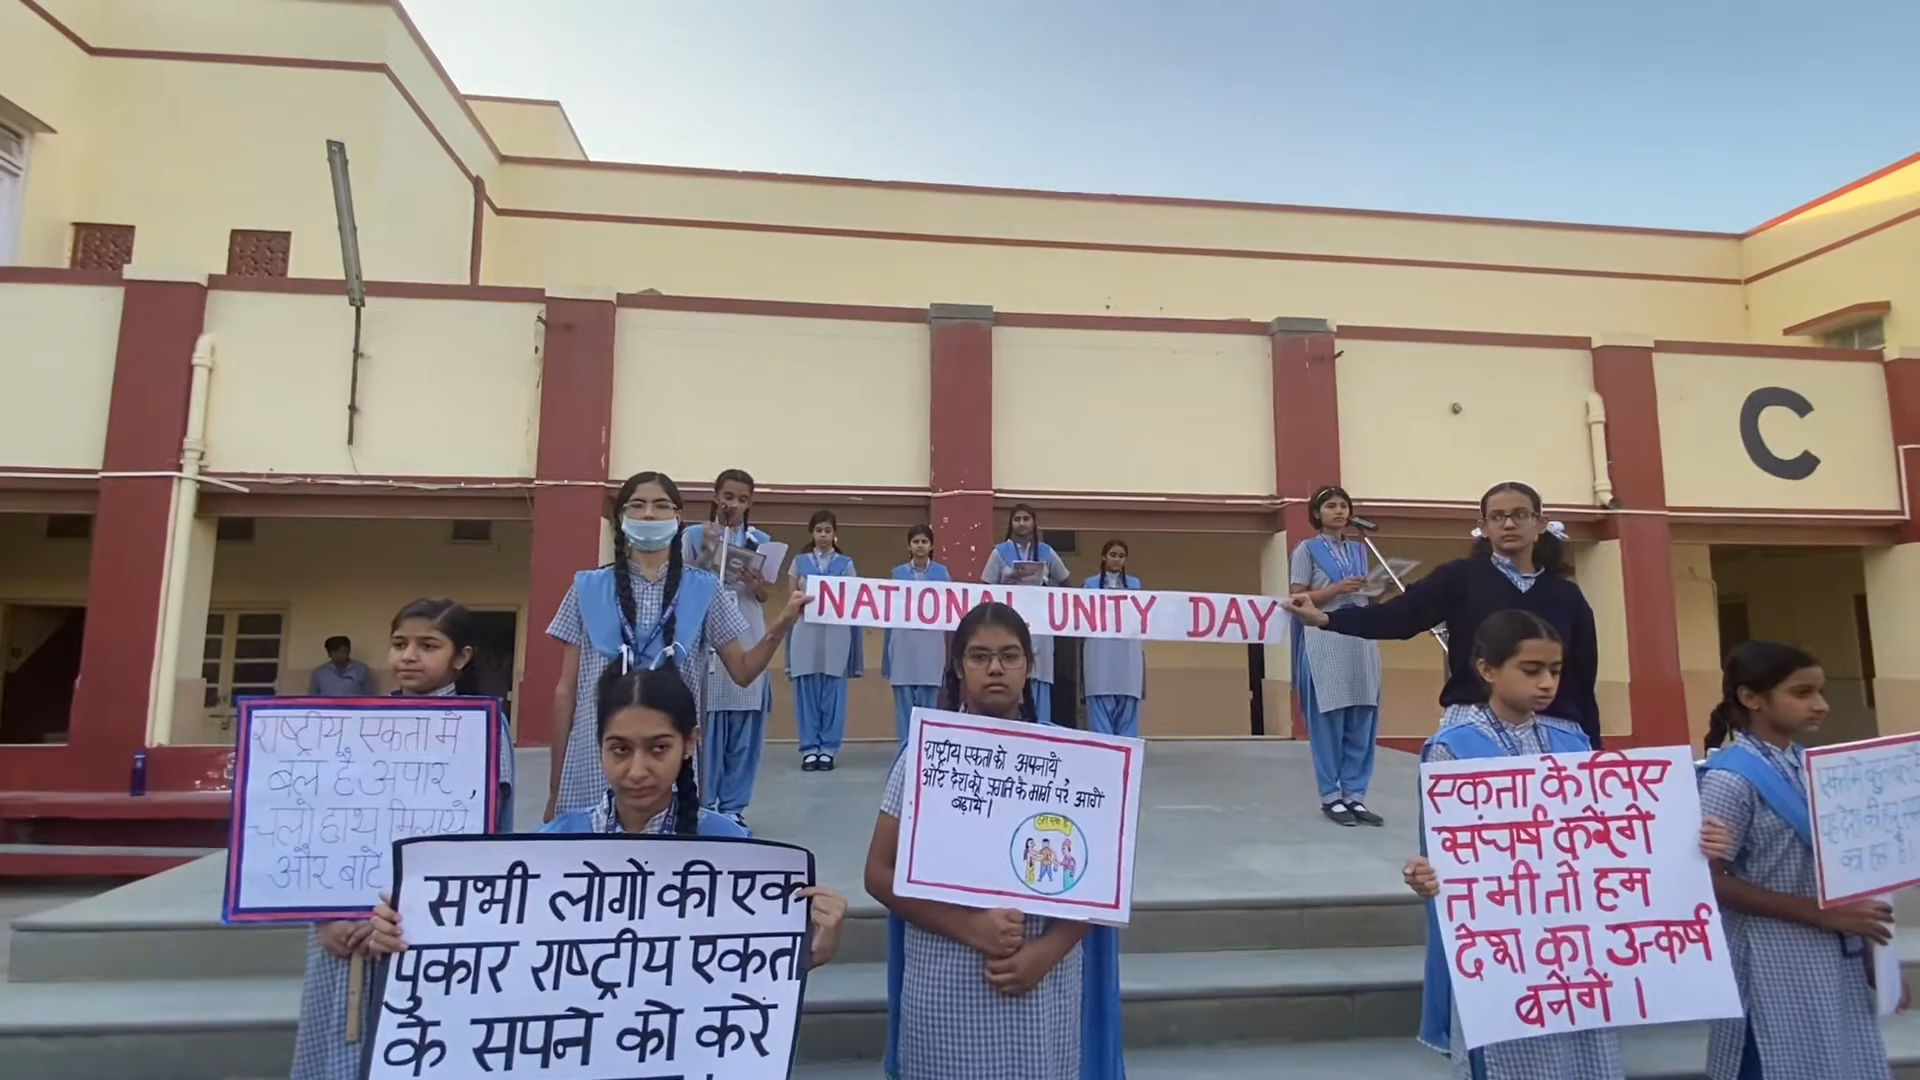 C
NATIONAL UNITY DAY
राष्ट्रीय एकता मे
बल है अपार,
चलो हाथ मिलाये
और बांटे
सभी लोगों की एक
पुकार राष्ट्रीय एकता
के सपने को करें
राष्ट्रीय एकता को अपनाये,
और देश को प्रगति के मार्ग पर आगे
बढ़ाये।
एकता के लिए
संघर्ष करेंगे
तभी तो हम
देश का उत्कर्ष
बनेंगें।